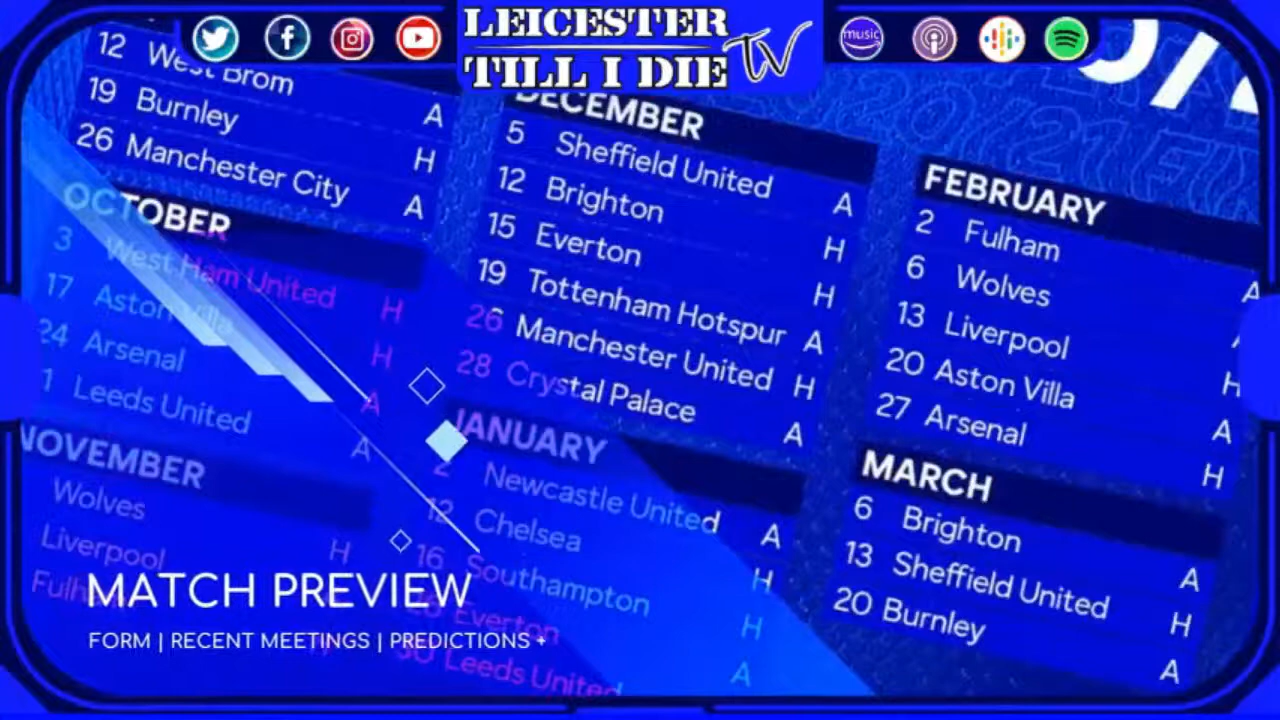 LEICESTER
TILL I DIE TV
music
12 West Brom A
19 Burnley H
26 Manchester City A
OCTOBER
3 West Ham United H
17 Aston Villa H
24 Arsenal A
1 Leeds United A
NOVEMBER
Wolves H
Liverpool
DECEMBER
5 Sheffield United A
12 Brighton H
15 Everton H
19 Tottenham Hotspur A
26 Manchester United H
28 Crystal Palace A
JANUARY
2 Newcastle United A
12 Chelsea H
16 Southampton H
Everton A
30 Leeds United
20/21
FEBRUARY
2 Fulham A
6 Wolves
13 Liverpool H
20 Aston Villa A
27 Arsenal H
MARCH
6 Brighton A
13 Sheffield United H
20 Burnley A
MATCH PREVIEW
FORM | RECENT MEETINGS | PREDICTIONS +